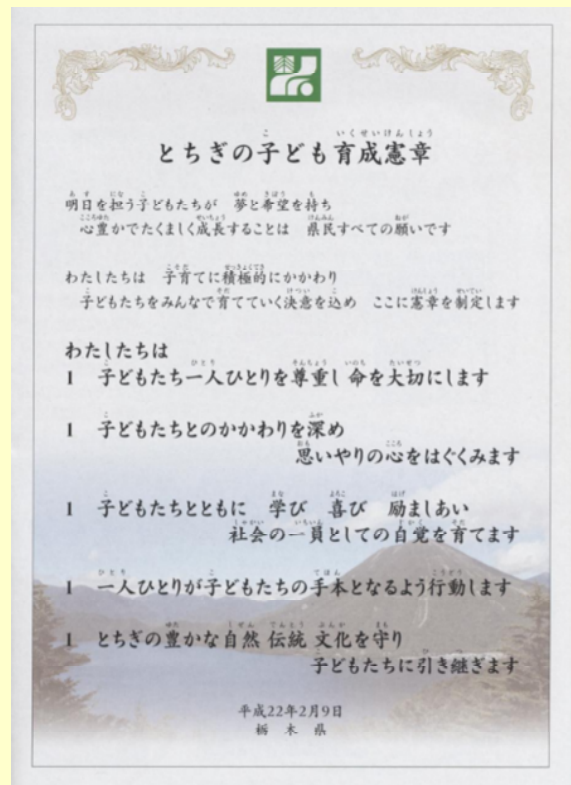 とちぎの子ども育成憲章
明日を担う子どもたちが 夢と希望を持ち
心豊かでたくましく成長することは 県民すべての願いです
わたしたちは 子育てに積極的にかかわり
子どもたちをみんなで育てていく決意を込め ここに憲章を制定します
わたしたちは
1 子どもたち一人ひとりを尊重し 命を大切にします
1 子どもたちとのかかわりを深め
思いやりの心をはぐくみます
1 子どもたちとともに 学び 喜び 励ましあい
社会の一員としての自覚を育てます
1 一人ひとりが子どもたちの手本となるよう行動します
1 とちぎの豊かな自然 伝統 文化を守り
子どもたちに引き継ぎます
平成22年2月9日
栃木県